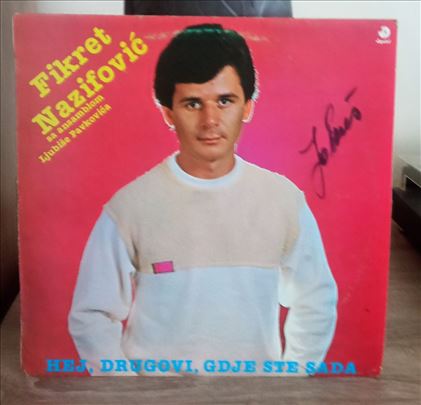 Fikret
Nazifović
sa ansamblom
Ljubiše Pavkovića
HEJ, DRUGOVI, GDJE STE SADA